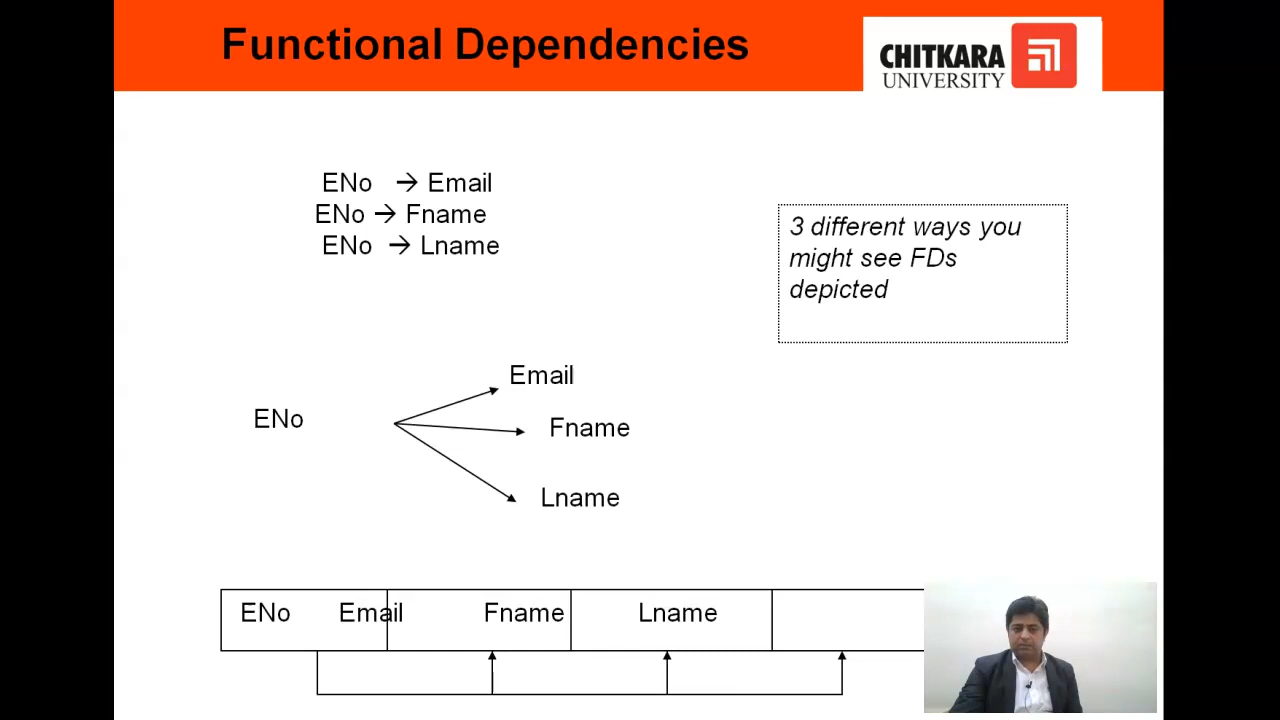 Functional Dependencies
CHITKARA
UNIVERSITY
ENo → Email
ENo → Fname
ENo → Lname
3 different ways you
might see FDs
depicted
Email
ENo
Fname
Lname
ENo Email Fname Lname